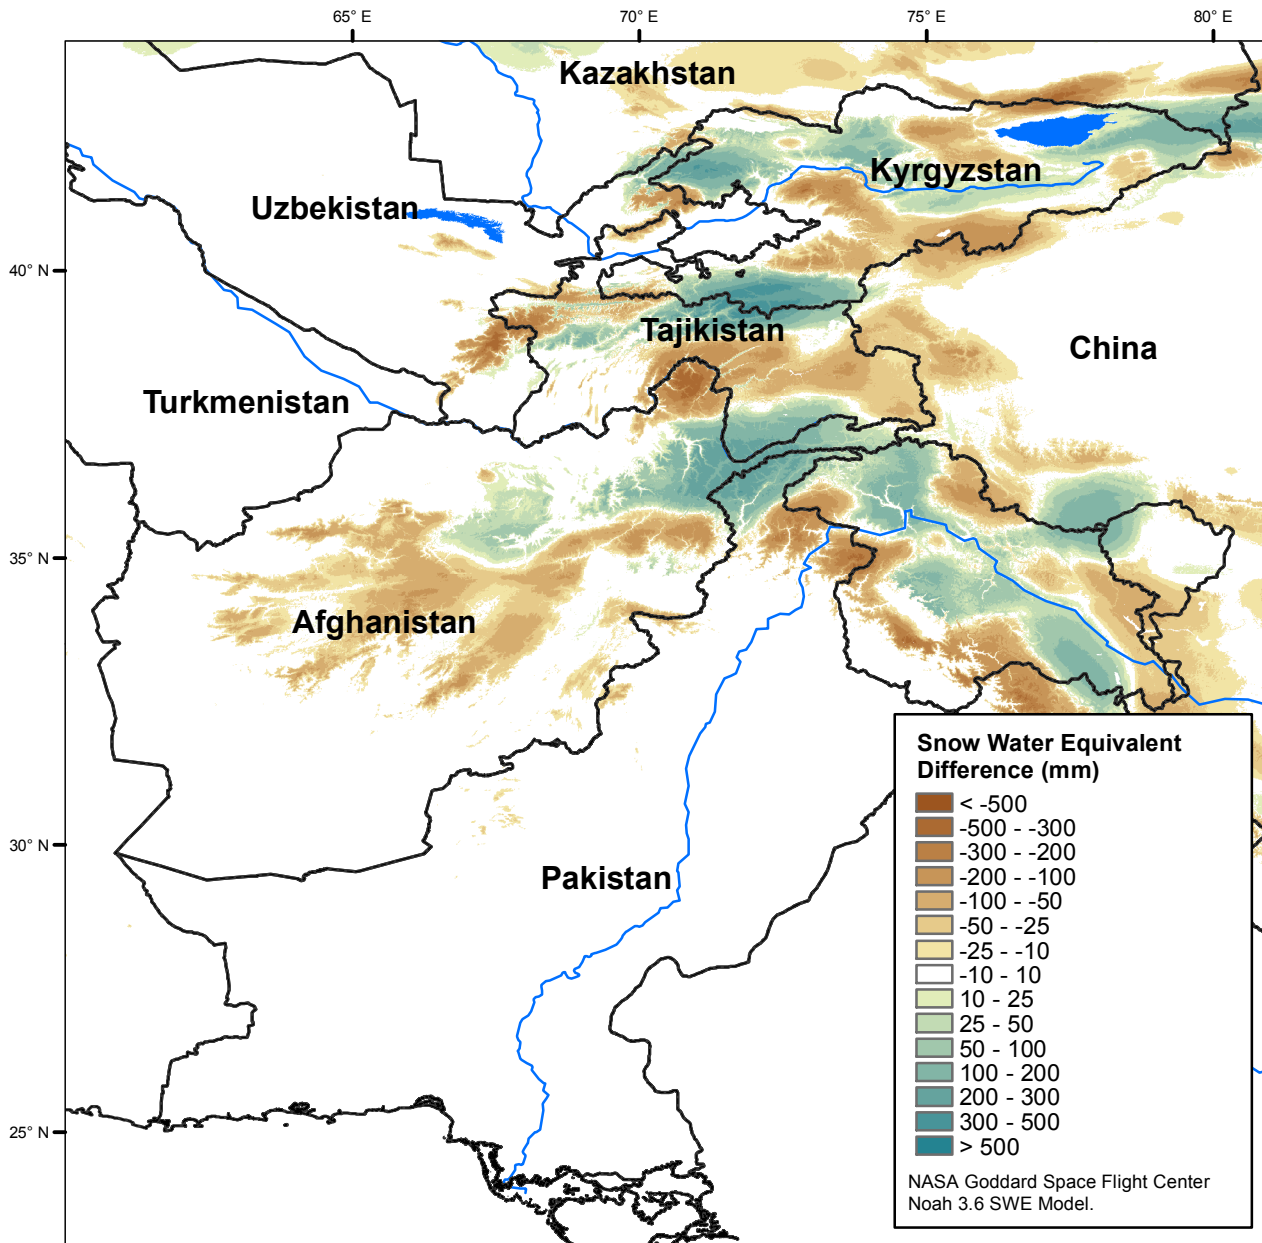 65° E
70° E
75° E
80° E
Kazakhstan
Kyrgyzstan
Uzbekistan
40° N
Tajikistan
China
Turkmenistan
35° N
Afghanistan
30° N
Pakistan
25° N
Snow Water Equivalent
Difference (mm)
< -500
-500 - -300
-300 - -200
-200 - -100
-100 - -50
-50 - -25
-25 - -10
-10 - 10
10 - 25
25 - 50
50 - 100
100 - 200
200 - 300
300 - 500
> 500
NASA Goddard Space Flight Center
Noah 3.6 SWE Model.